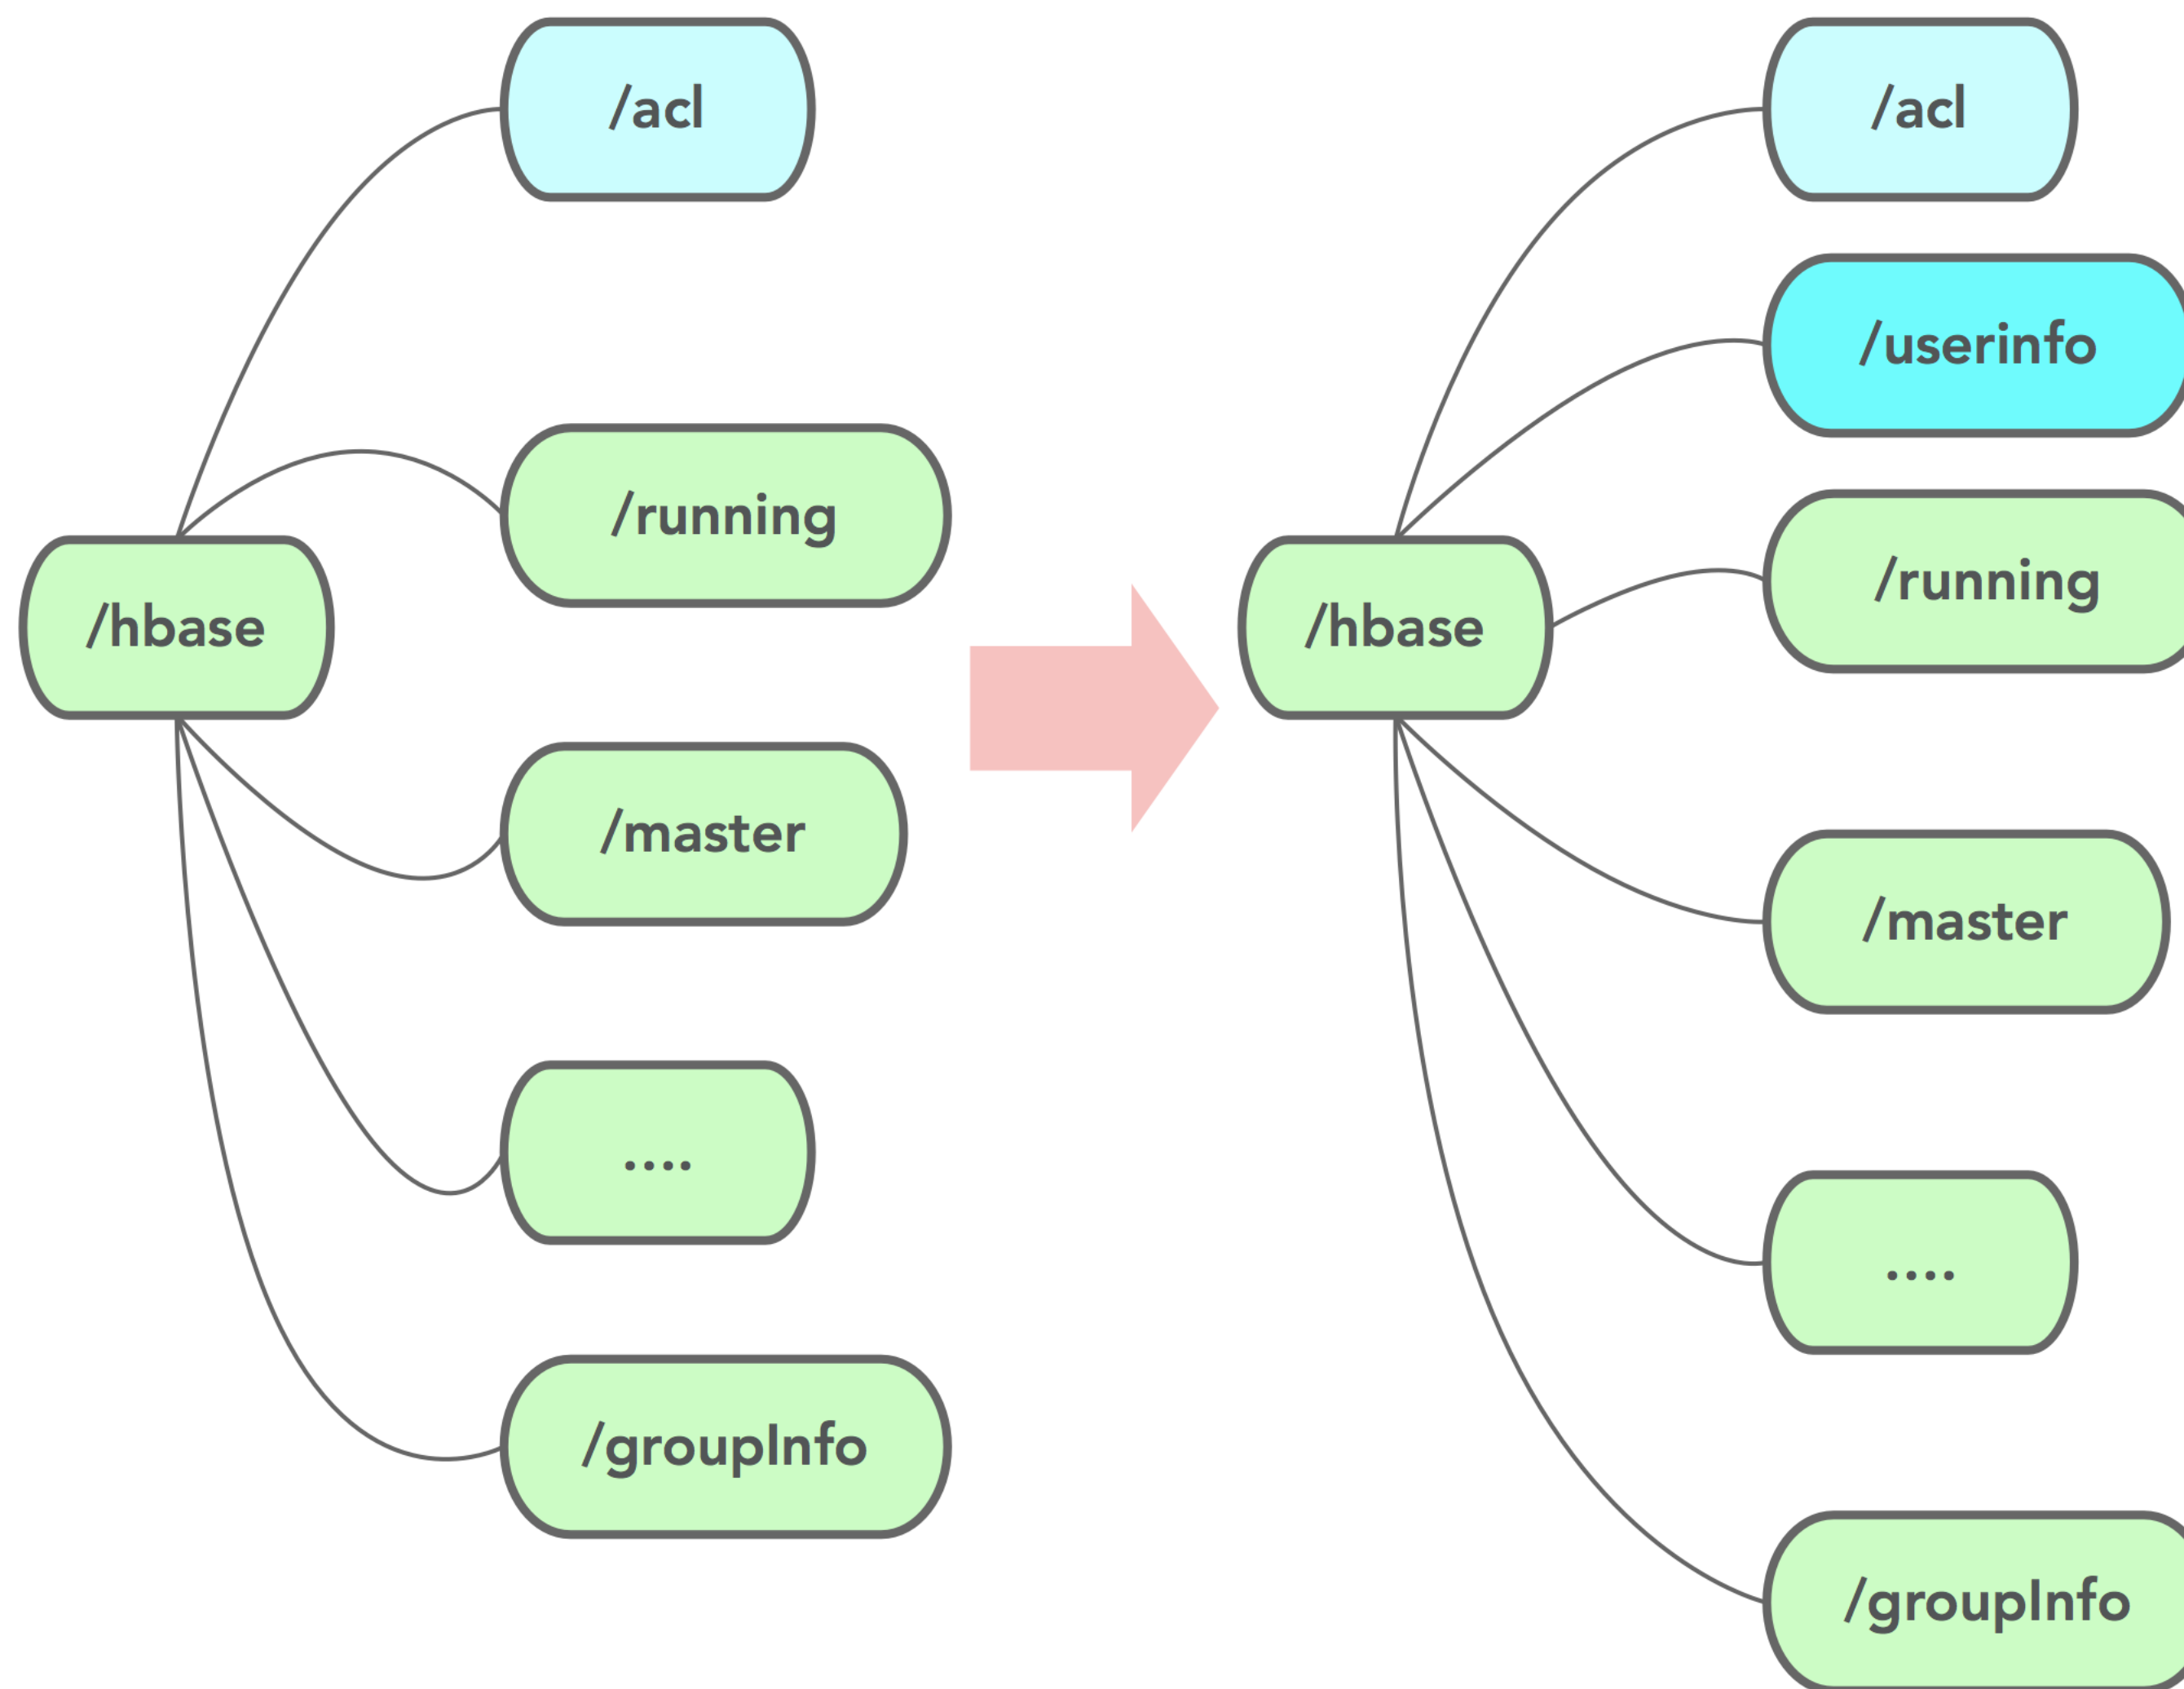 /acl
/running
/hbase
/master
....
/groupInfo
/acl
/userinfo
/running
/hbase
/master
....
/groupInfo